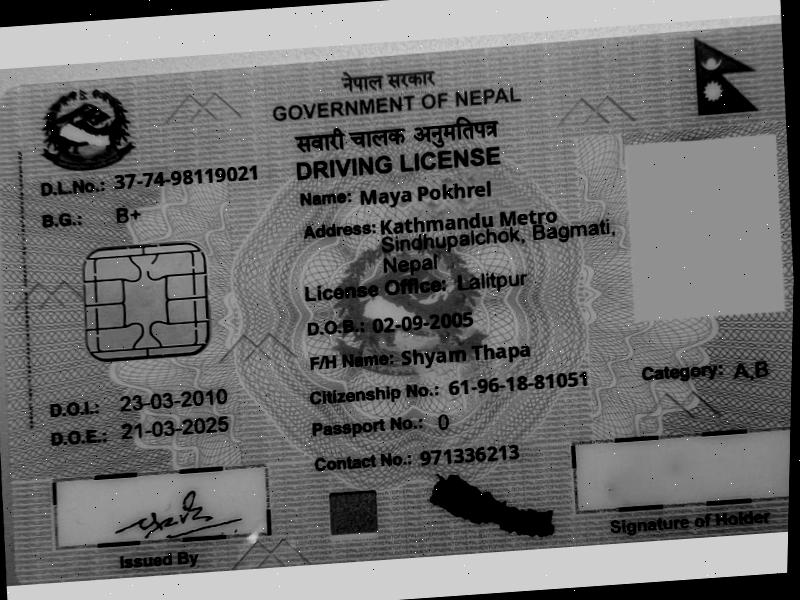 नेपाल सरकार
GOVERNMENT OF NEPAL
सवारी चालक अनुमतिपत्र
DRIVING LICENSE
D.L.No.: 37-74-98119021
B.G.: B+
Name: Maya Pokhrel
Address: Kathmandu Metro
Sindhupalchok, Bagmati,
Nepal
License Office: Lalitpur
D.O.B.: 02-09-2005
F/H Name: Shyam Thapa
Citizenship No.: 61-96-18-81051
Category: A,B
D.O.I.: 23-03-2010
D.O.E.: 21-03-2025
Passport No.: 0
Contact No.: 971336213
Issued By
Signature of Holder